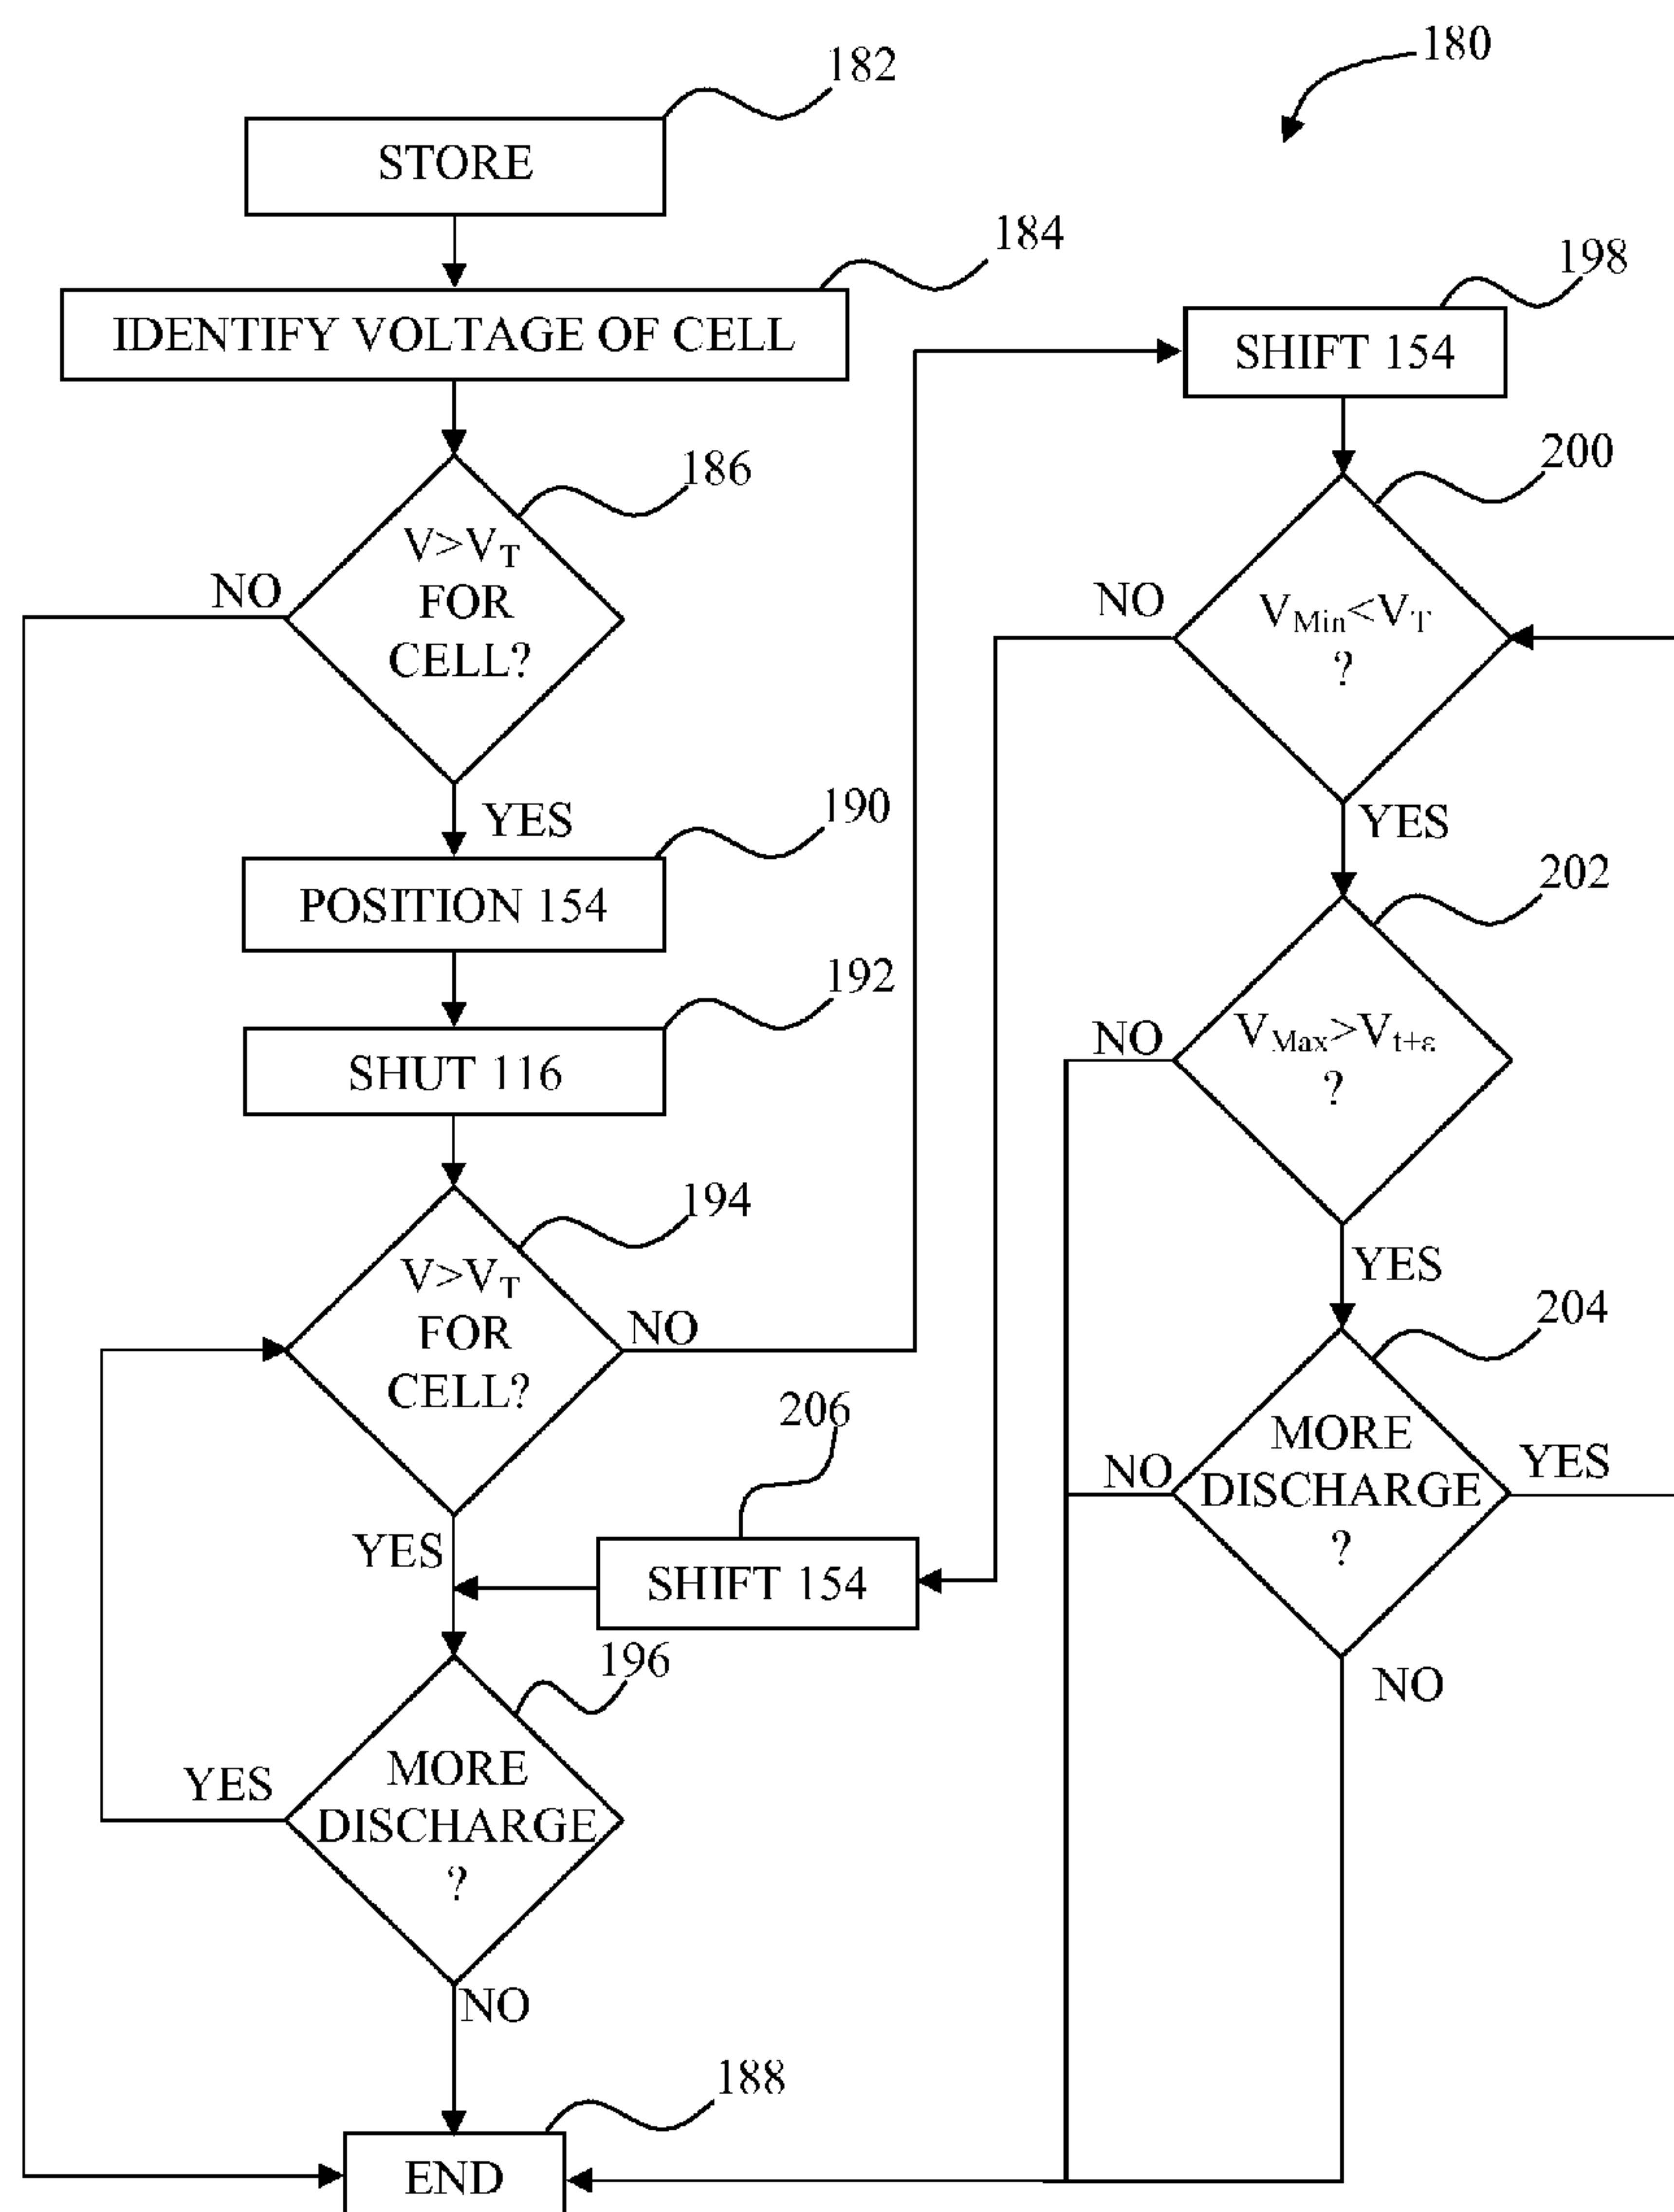 180
182
STORE
184
IDENTIFY VOLTAGE OF CELL
186
V>V_T
FOR
CELL?
NO
YES
190
POSITION 154
192
SHUT 116
194
V>V_T
FOR
CELL?
NO
YES
206
SHIFT 154
196
MORE
DISCHARGE
?
YES
NO
188
END
198
SHIFT 154
200
V_Min<V_T
?
NO
YES
202
V_Max>V_t+ε
?
NO
YES
204
MORE
DISCHARGE
?
NO
YES
NO